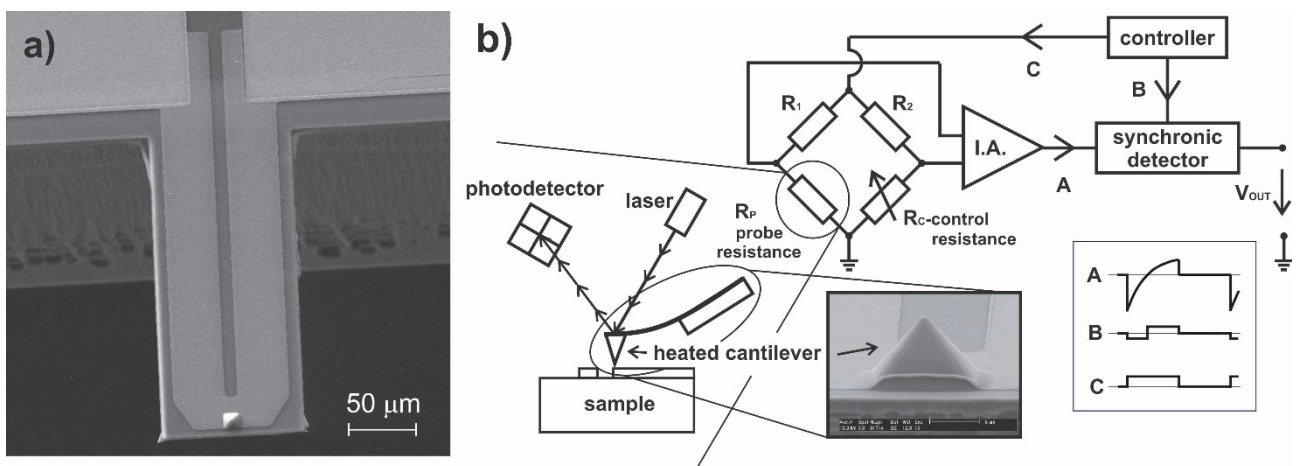 a)
50 μm
b)
controller
C
B
R1
R2
I.A.
A
synchronic
detector
VOUT
photodetector
laser
RP
probe
resistance
RC-control
resistance
heated cantilever
sample
A
B
C